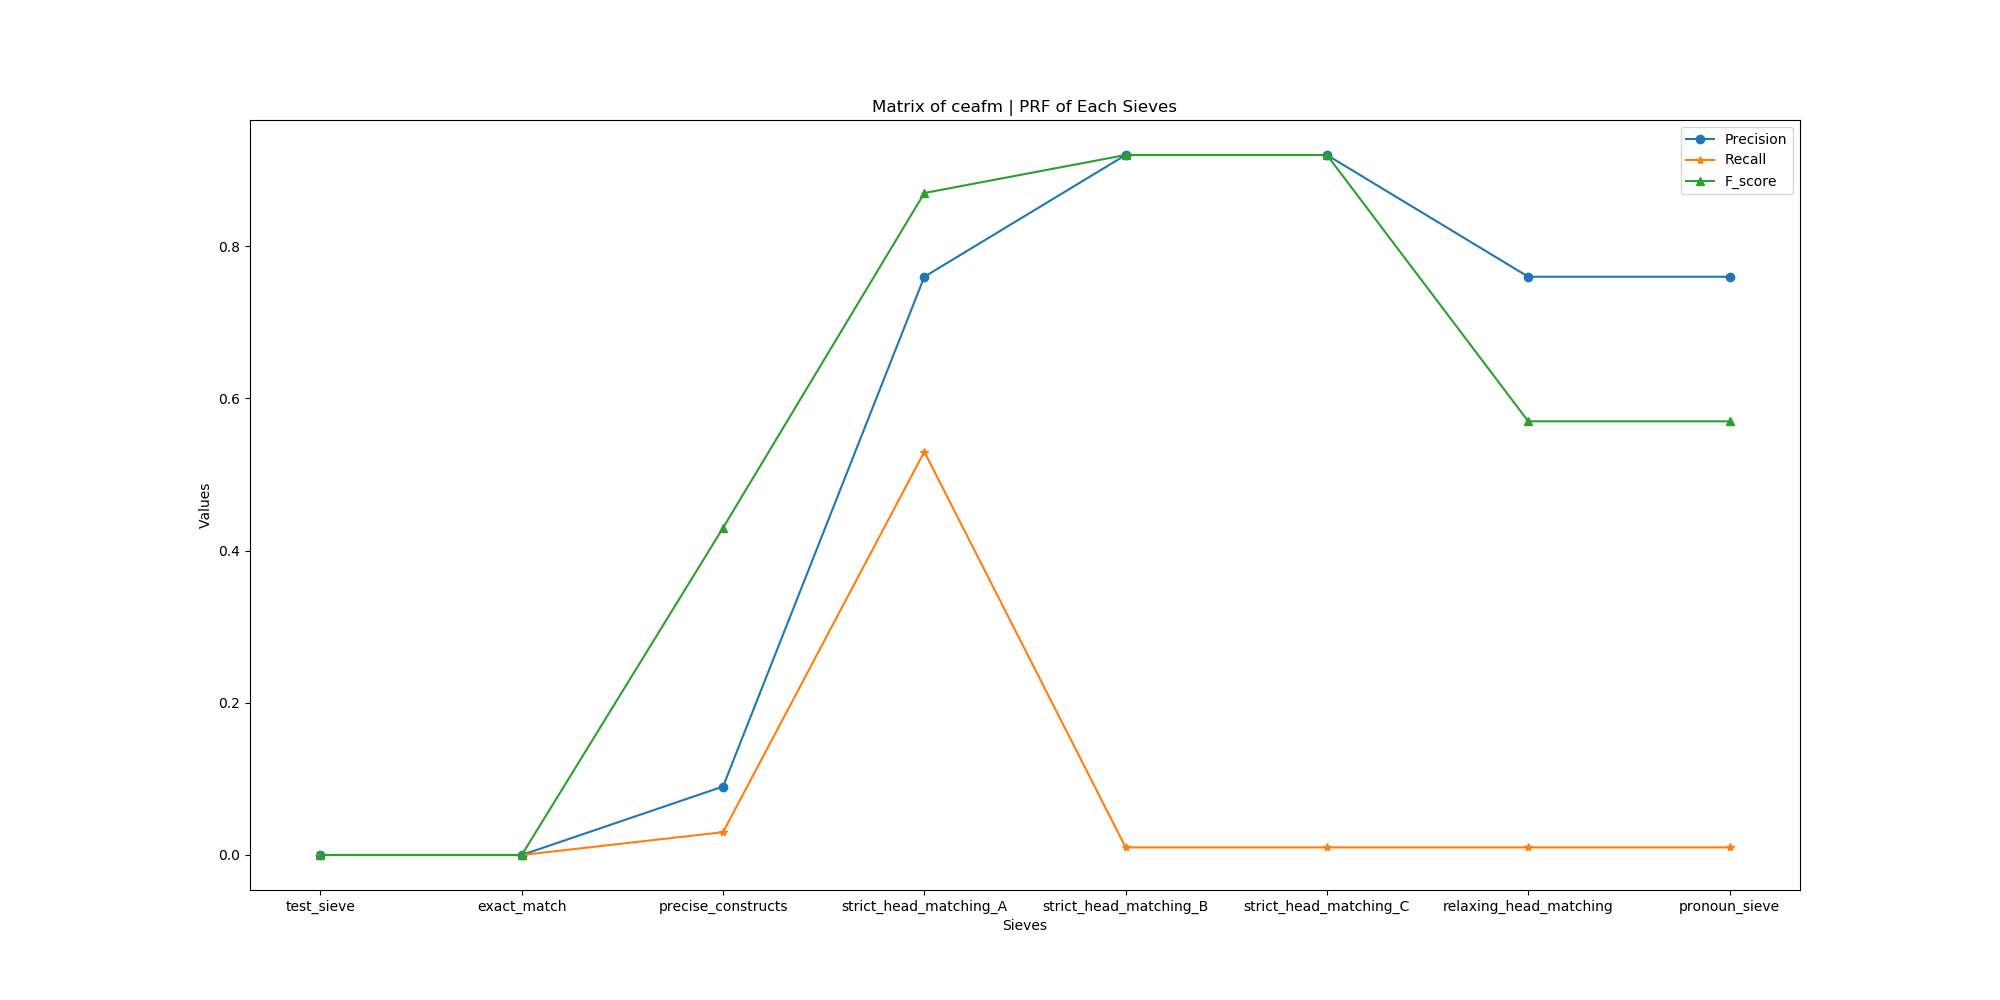 Matrix of ceafm | PRF of Each Sieves
Precision
Recall
F_score
0.8
0.6
0.4
0.2
0.0
Values
test_sieve exact_match precise_constructs strict_head_matching_A strict_head_matching_B strict_head_matching_C relaxing_head_matching pronoun_sieve
Sieves